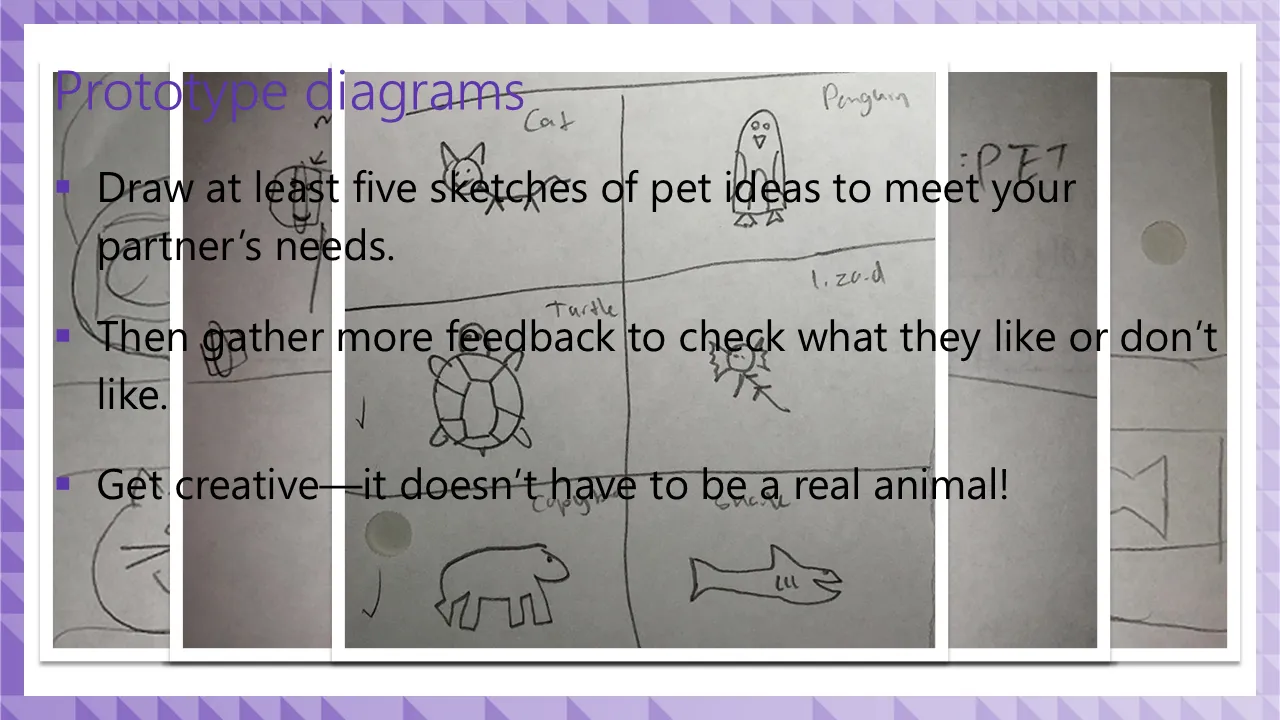 Prototype diagrams
Draw at least five sketches of pet ideas to meet your
partner’s needs.
Then gather more feedback to check what they like or don’t
like.
Get creative—it doesn’t have to be a real animal!
Cat
Penguin
:PET
Turtle